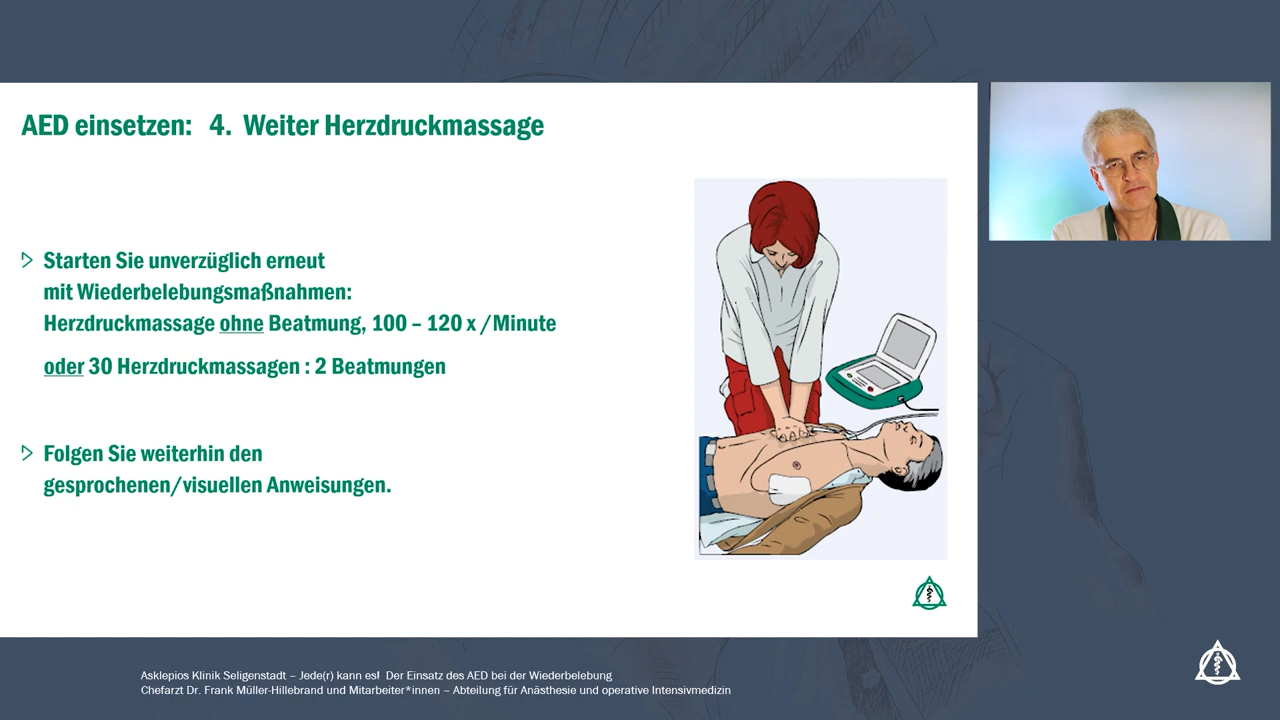 AED einsetzen: 4. Weiter Herzdruckmassage
Starten Sie unverzüglich erneut
mit Wiederbelebungsmaßnahmen:
Herzdruckmassage ohne Beatmung, 100 – 120 x /Minute
oder 30 Herzdruckmassagen : 2 Beatmungen
Folgen Sie weiterhin den
gesprochenen/visuellen Anweisungen.
Asklepios Klinik Seligenstadt – Jede(r) kann es! Der Einsatz des AED bei der Wiederbelebung
Chefarzt Dr. Frank Müller-Hillebrand und Mitarbeiter*innen – Abteilung für Anästhesie und operative Intensivmedizin